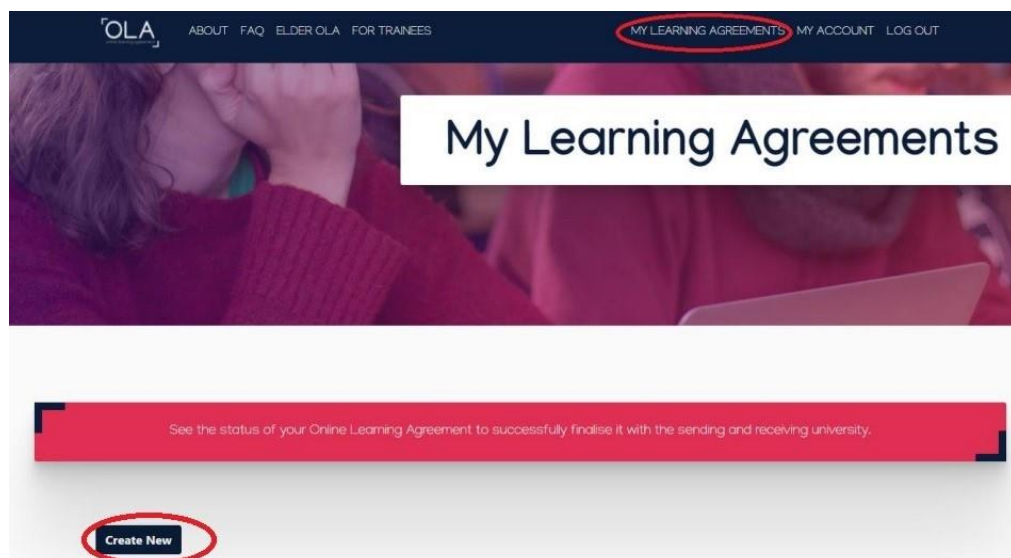 OLA
ABOUT FAQ ELDER OLA FOR TRAINEES
MY LEARNING AGREEMENTS MY ACCOUNT LOG OUT
My Learning Agreements
See the status of your Online Learning Agreement to successfully finalise it with the sending and receiving university.
Create New